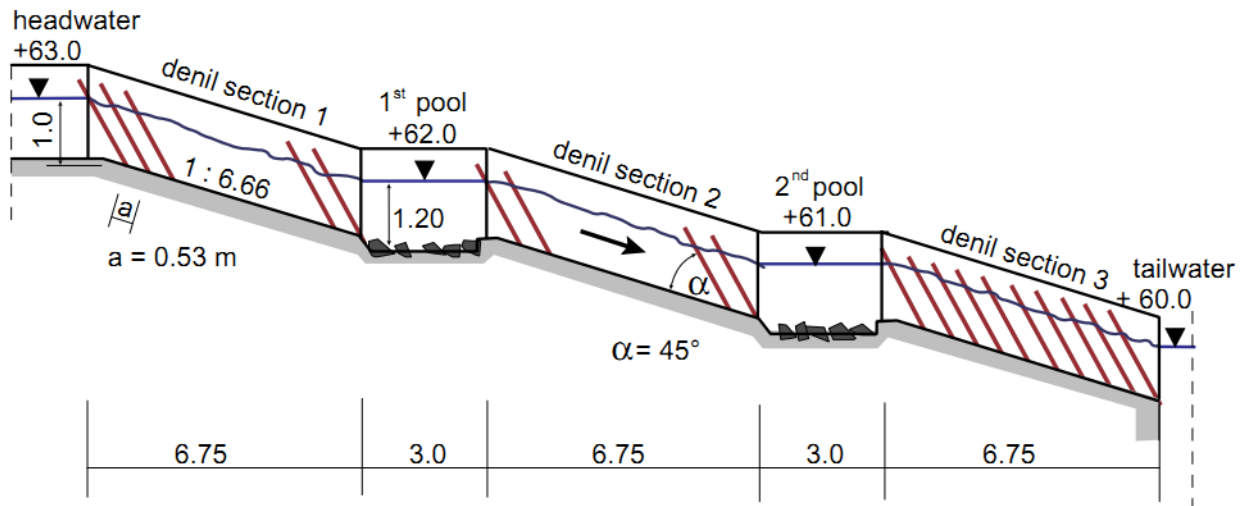 headwater
+63.0
denil section 1
1st pool
+62.0
denil section 2
2nd pool
+61.0
denil section 3
tailwater
+ 60.0
1.0
1 : 6.66
1.20
a
a = 0.53 m
α
α = 45°
6.75
3.0
6.75
3.0
6.75